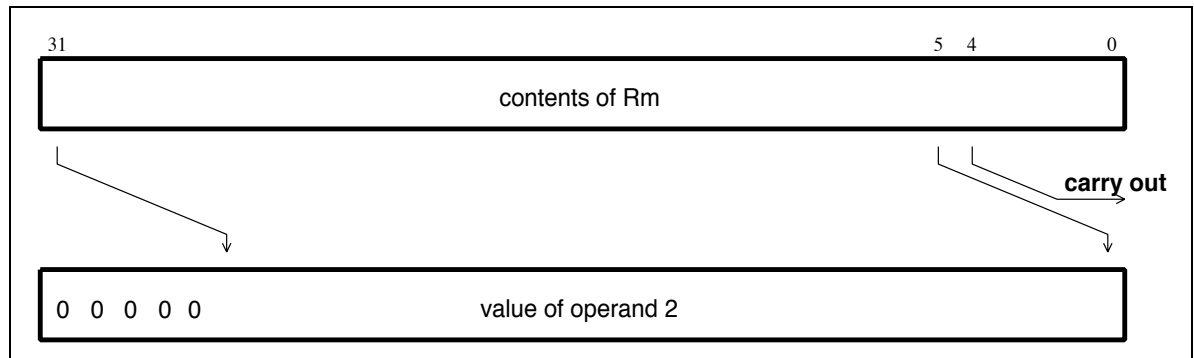 31 5 4 0
contents of Rm
carry out
0 0 0 0 0 value of operand 2